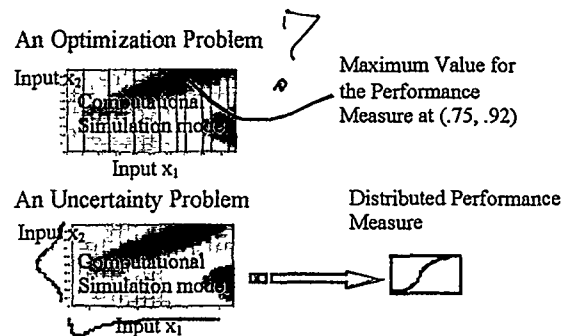 An Optimization Problem
Input x₂
Computational
Simulation model
Input x₁
Maximum Value for
the Performance
Measure at (.75, .92)
An Uncertainty Problem
Input x₂
Computational
Simulation model
Input x₁
Distributed Performance
Measure